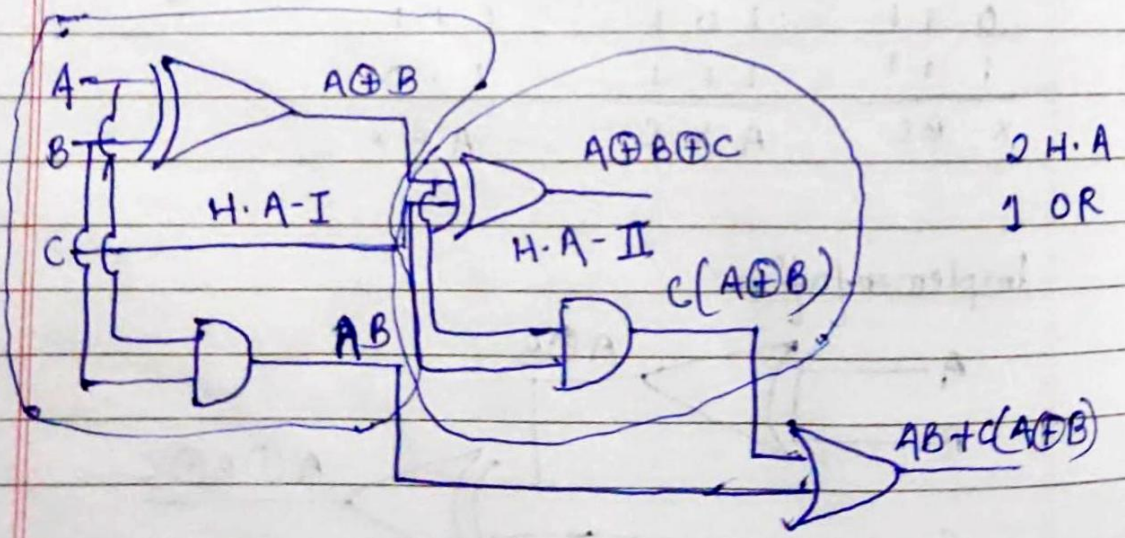 A
A⊕B
B
A⊕B⊕C
2 H.A
H.A-I
1 OR
C
H.A-II
C(A⊕B)
AB
AB+C(A⊕B)